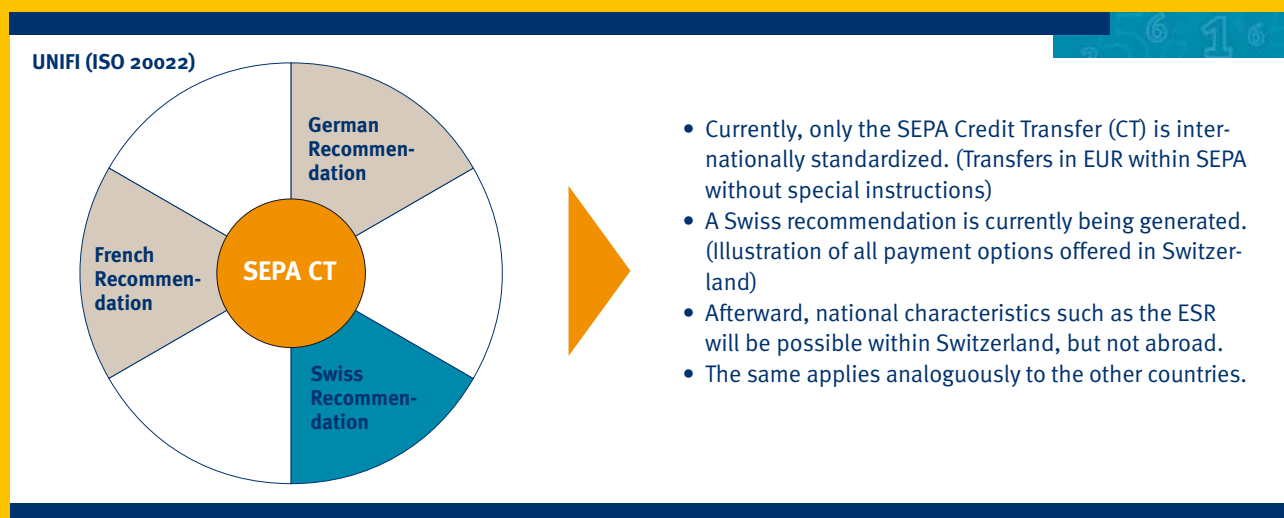 UNIFI (ISO 20022)
German
Recommen-
dation
French
Recommen-
dation
SEPA CT
Swiss
Recommen-
dation
• Currently, only the SEPA Credit Transfer (CT) is inter-
nationally standardized. (Transfers in EUR within SEPA
without special instructions)
• A Swiss recommendation is currently being generated.
(Illustration of all payment options offered in Switzer-
land)
• Afterward, national characteristics such as the ESR
will be possible within Switzerland, but not abroad.
• The same applies analoguously to the other countries.